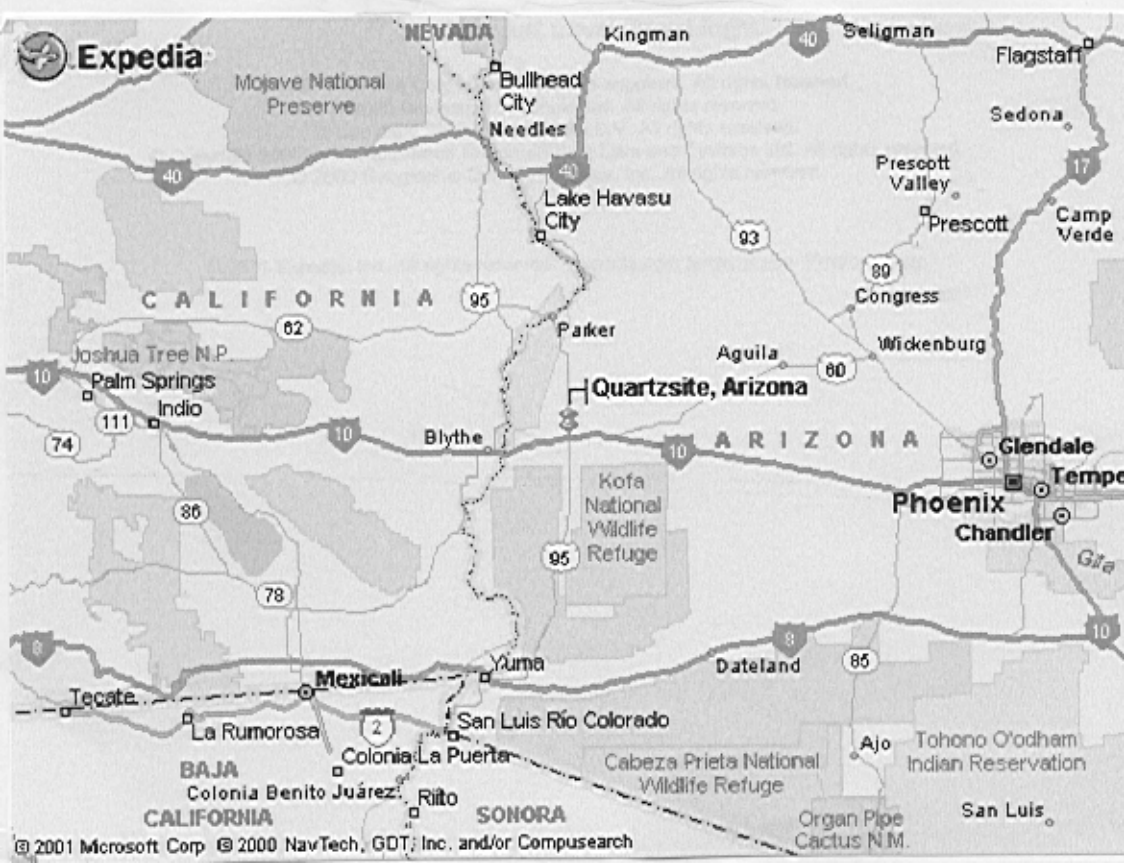 Expedia
NEVADA
Kingman
40
Seligman
Flagstaff
Bullhead
City
Mojave National
Preserve
Needles
Sedona
40
40
Lake Havasu
City
Prescott
Valley
17
Prescott
Camp
Verde
93
89
CALIFORNIA
95
Congress
62
Parker
Joshua Tree N.P.
Wickenburg
Aguila
60
10
Palm Springs
Quartzsite, Arizona
111
Indio
74
10
Blythe
10
ARIZONA
Glendale
Tempe
Phoenix
Chandler
Kofa
National
Wildlife
Refuge
86
95
Gila
78
8
8
10
Yuma
Dateland
85
Mexicali
Tecate
La Rumorosa
2
San Luis Río Colorado
Ajo
Tohono O'odham
Indian Reservation
Colonia La Puerta
BAJA
CALIFORNIA
Colonia Benito Juárez
Cabeza Prieta National
Wildlife Refuge
Riito
SONORA
Organ Pipe
Cactus N.M.
San Luis
© 2001 Microsoft Corp © 2000 NavTech, GDT, Inc. and/or Compusearch